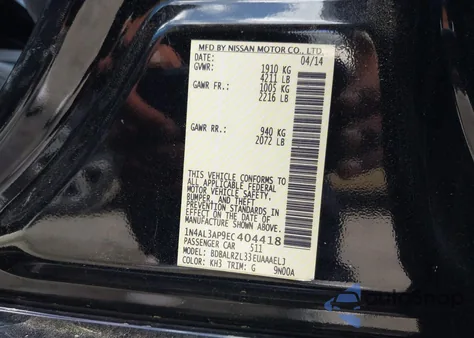 MFD BY NISSAN MOTOR CO., LTD.
DATE: 04/14
GVWR: 1910 KG
4211 LB
GAWR FR.: 1005 KG
2216 LB
GAWR RR.: 940 KG
2072 LB
THIS VEHICLE CONFORMS TO
ALL APPLICABLE FEDERAL
MOTOR VEHICLE SAFETY,
BUMPER, AND THEFT
PREVENTION STANDARDS IN
EFFECT ON THE DATE OF
MANUFACTURE SHOWN ABOVE.
1N4AL3AP9EC404418
PASSENGER CAR 511
MODEL: BDBALRZL33EUAAAELJ
COLOR: KH3 TRIM: G 9N00A
AutoSnap